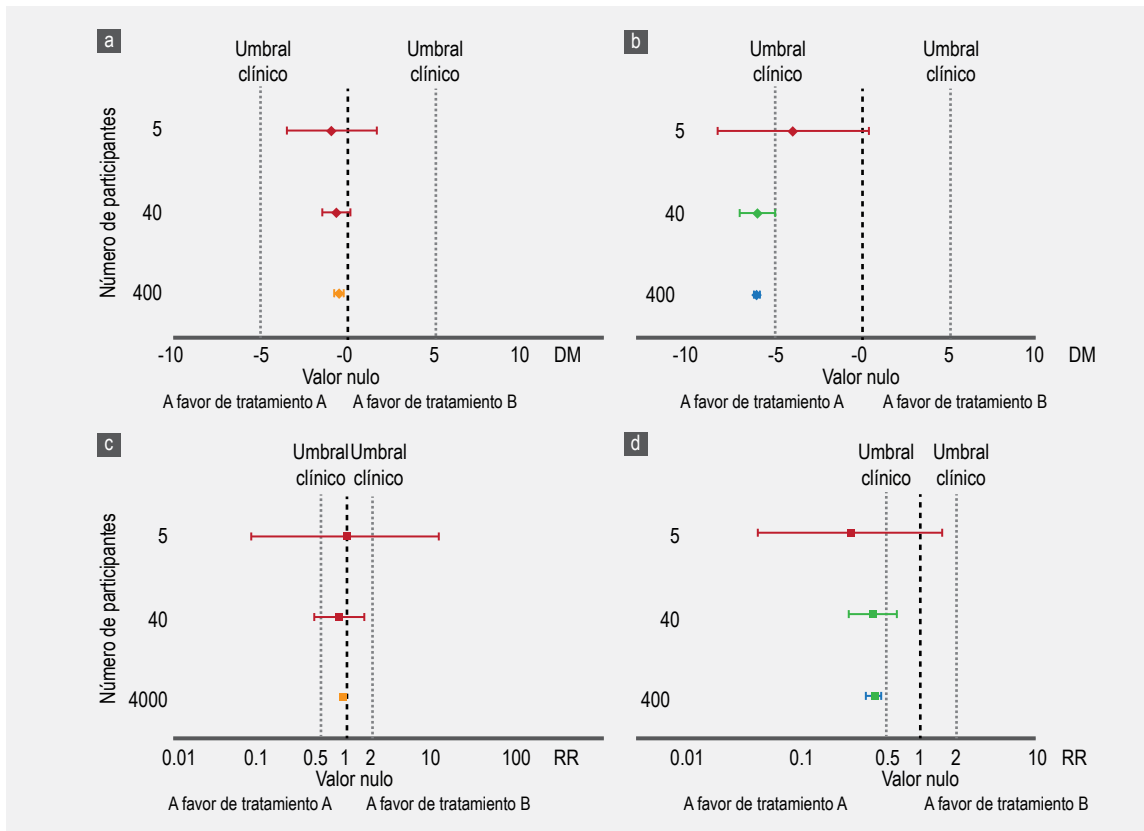 a
Umbral clínico
Umbral clínico
Número de participantes
5
40
400
-10 -5 -0 5 10 DM
Valor nulo
A favor de tratamiento A A favor de tratamiento B
b
Umbral clínico
Umbral clínico
5
40
400
-10 -5 -0 5 10 DM
Valor nulo
A favor de tratamiento A A favor de tratamiento B
c
Umbral clínico
Umbral clínico
Número de participantes
5
40
4000
0.01 0.1 0.5 1 2 10 100 RR
Valor nulo
A favor de tratamiento A A favor de tratamiento B
d
Umbral clínico
Umbral clínico
5
40
400
0.01 0.1 0.5 1 2 10 RR
Valor nulo
A favor de tratamiento A A favor de tratamiento B